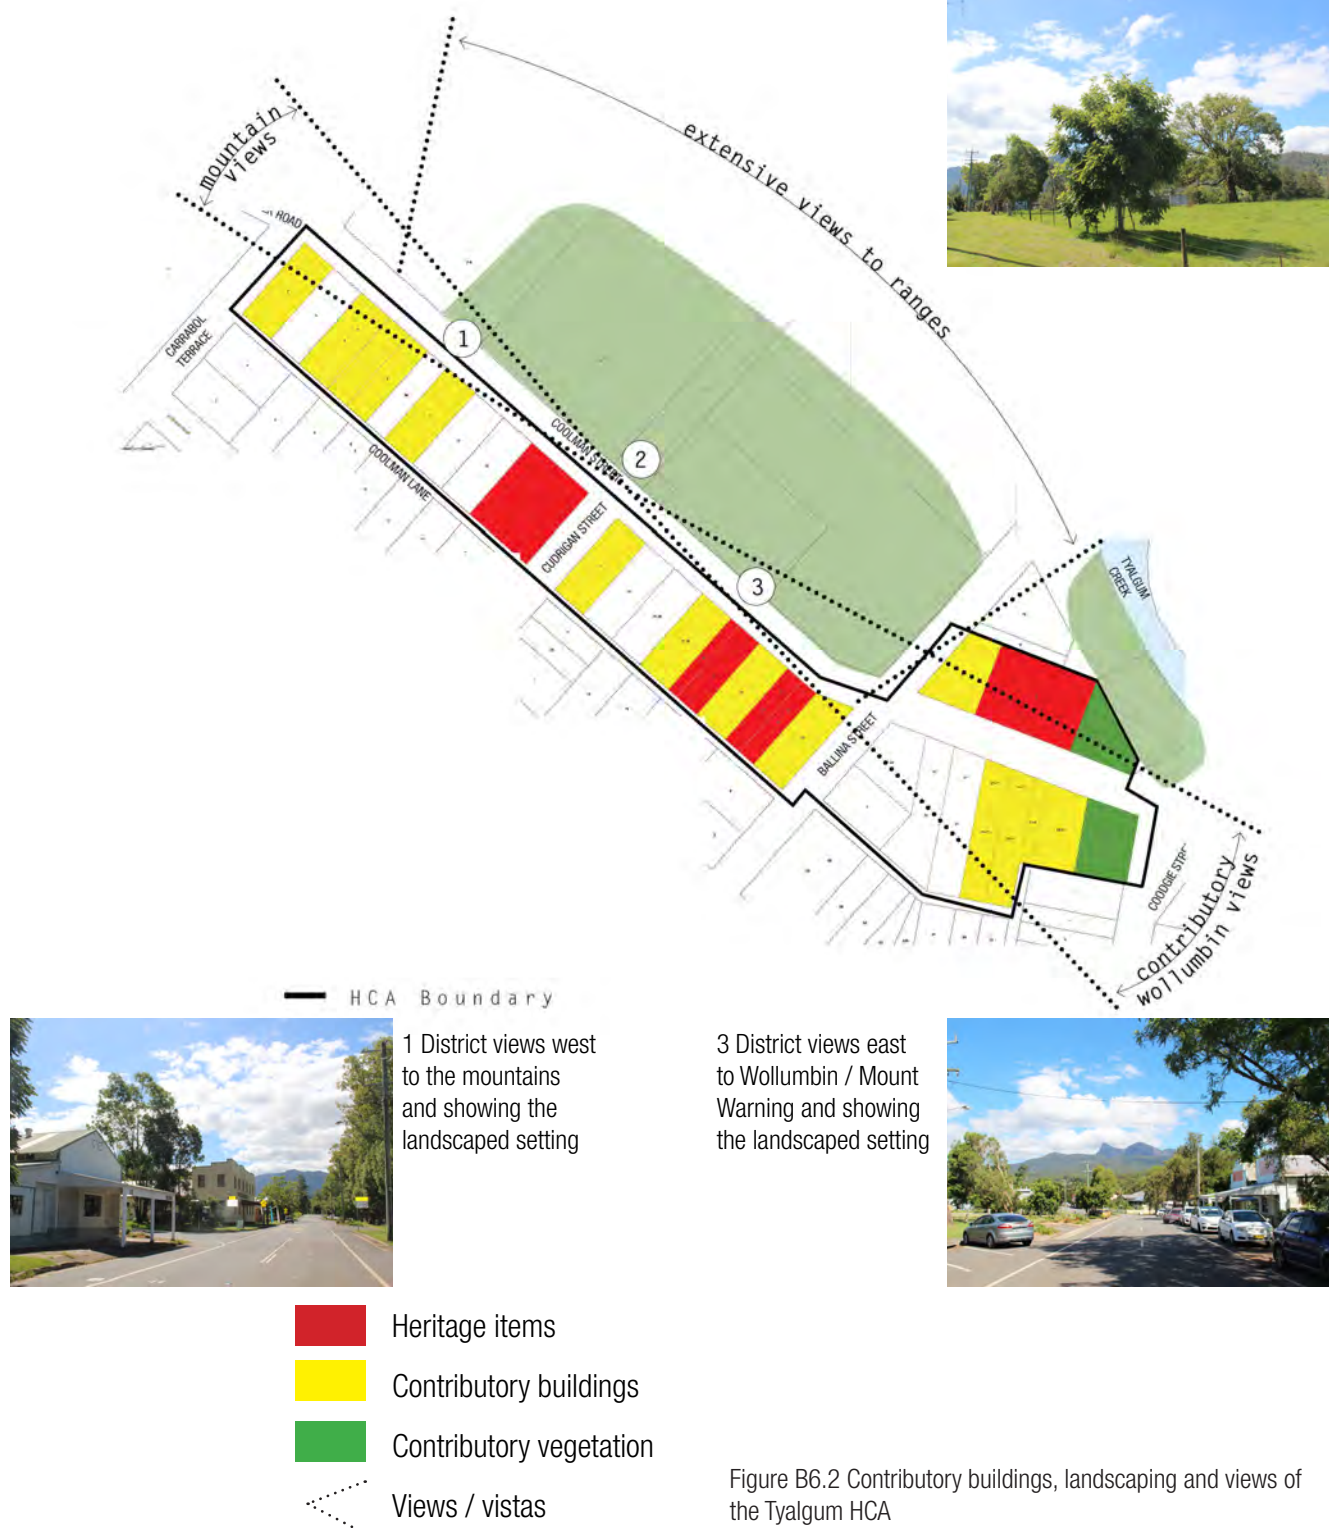 mountain
views
extensive views to ranges
ROAD
CARRABOL
TERRACE
1
COOLMAN STREET
2
COOLMAN LANE
CUDRIGAN STREET
3
TYALGUM
CREEK
BALLINA STREET
COODGIE STRE
contributory
wollumbin views
HCA Boundary
1 District views west
to the mountains
and showing the
landscaped setting
3 District views east
to Wollumbin / Mount
Warning and showing
the landscaped setting
Heritage items
Contributory buildings
Contributory vegetation
Views / vistas
Figure B6.2 Contributory buildings, landscaping and views of
the Tyalgum HCA